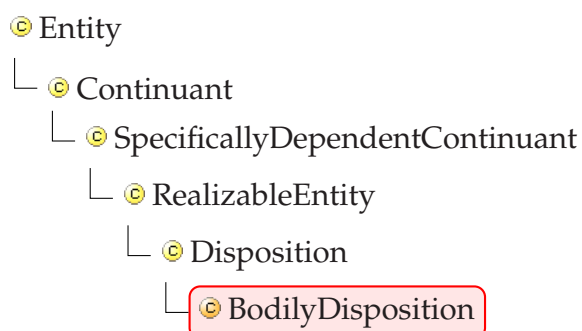 Entity
Continuant
SpecificallyDependentContinuant
RealizableEntity
Disposition
BodilyDisposition